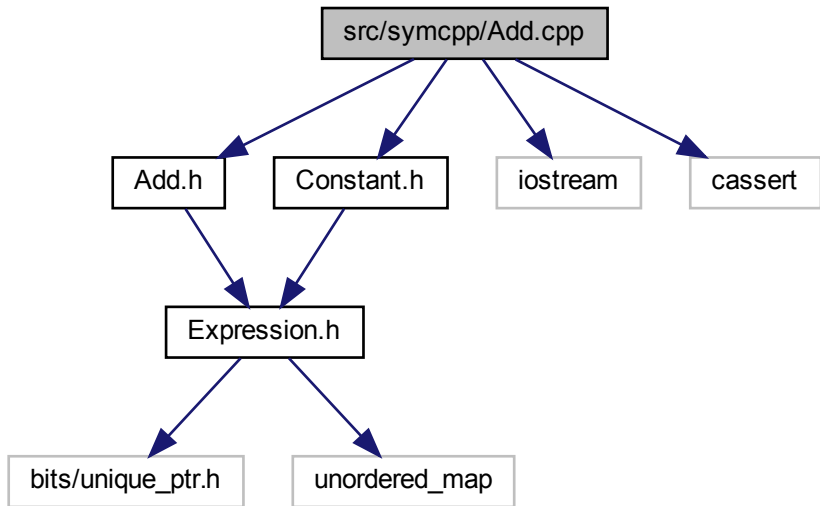 src/symcpp/Add.cpp
Add.h
Constant.h
iostream
cassert
Expression.h
bits/unique_ptr.h
unordered_map